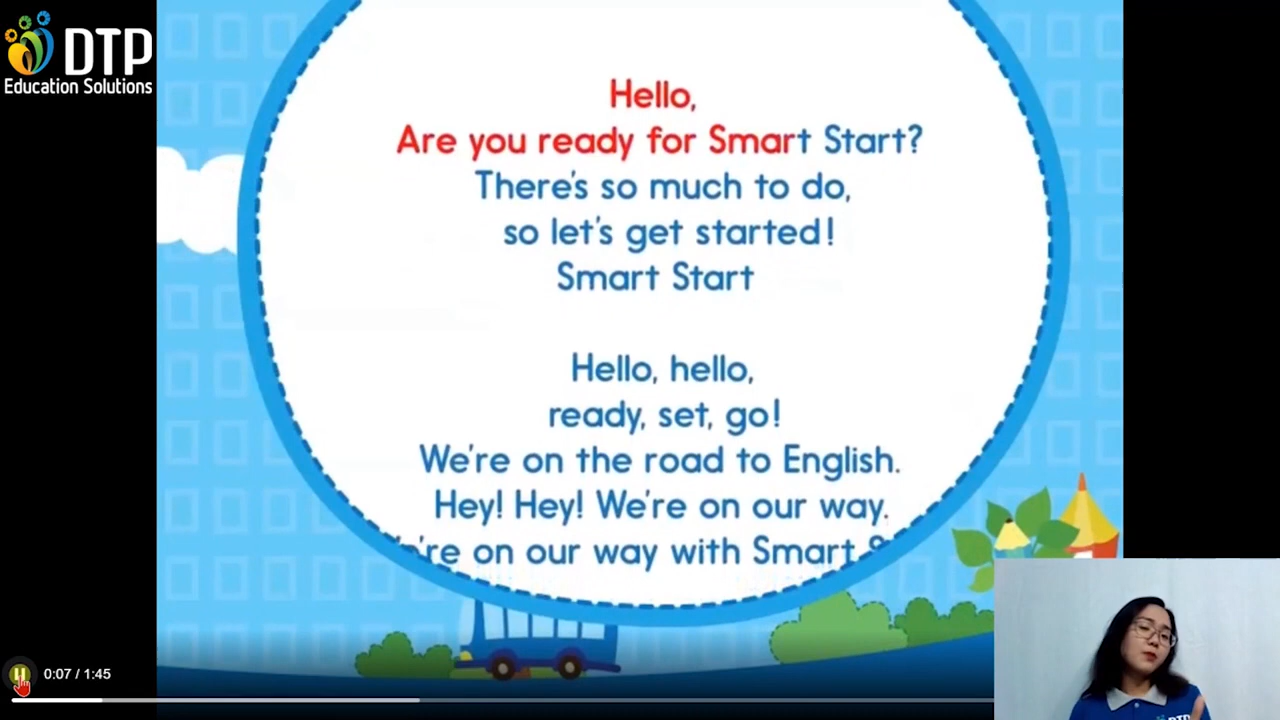 DTP
Education Solutions
Hello,
Are you ready for Smart Start?
There's so much to do,
so let's get started!
Smart Start
Hello, hello,
ready, set, go!
We're on the road to English.
Hey! Hey! We're on our way.
on our way with Smart
0:07 / 1:45
DTP